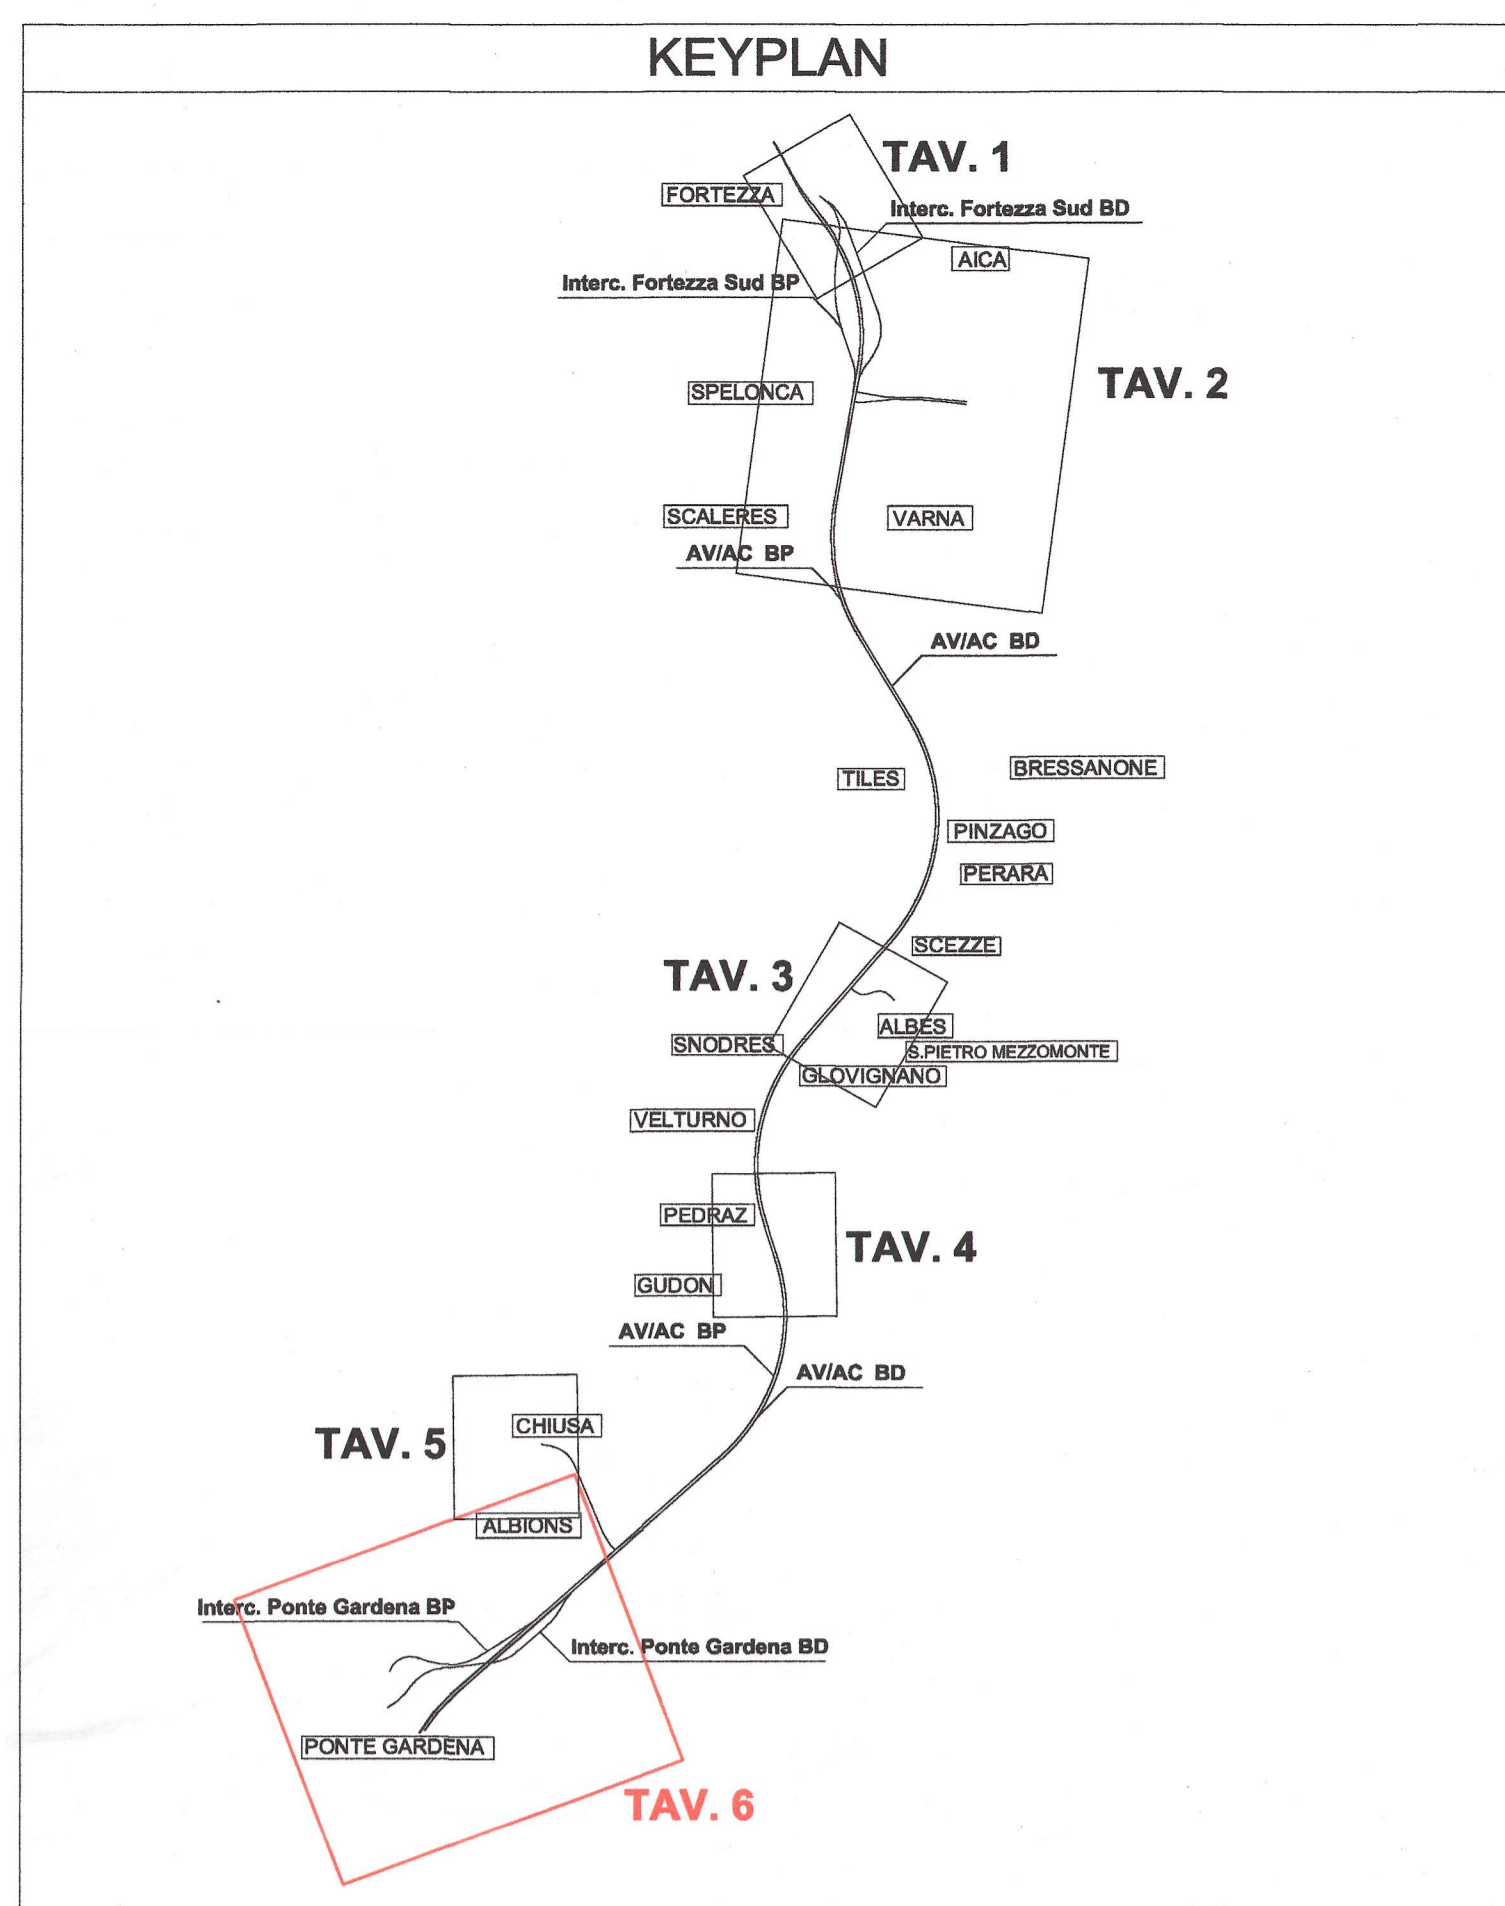 KEYPLAN
TAV. 1
FORTEZZA
Interc. Fortezza Sud BD
AICA
Interc. Fortezza Sud BP
TAV. 2
SPELONCA
SCALERES
VARNA
AV/AC BP
AV/AC BD
BRESSANONE
TILES
PINZAGO
PERARA
SCEZZE
TAV. 3
ALBES
SNODRES
S.PIETRO MEZZOMONTE
GLOVIGNANO
VELTURNO
PEDRAZ
TAV. 4
GUDON
AV/AC BP
AV/AC BD
CHIUSA
TAV. 5
ALBIONS
Interc. Ponte Gardena BP
Interc. Ponte Gardena BD
PONTE GARDENA
TAV. 6